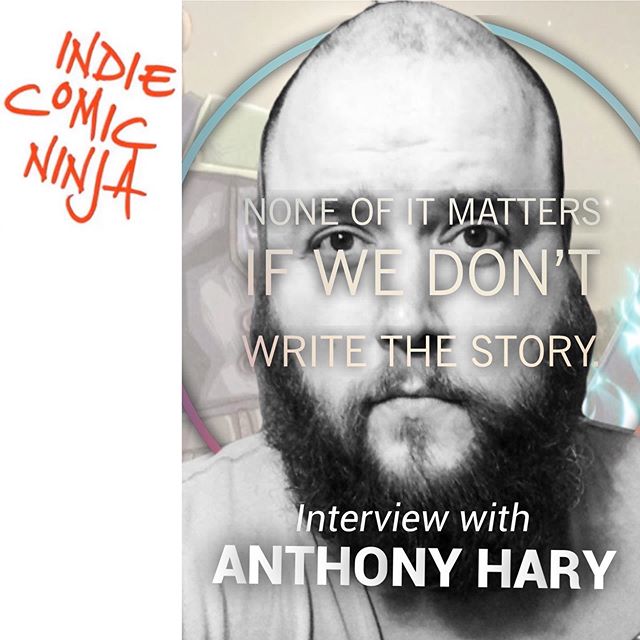 INDIE
COMIC
NINJA
NONE OF IT MATTERS
IF WE DON'T
WRITE THE STORY.
Interview with
ANTHONY HARY